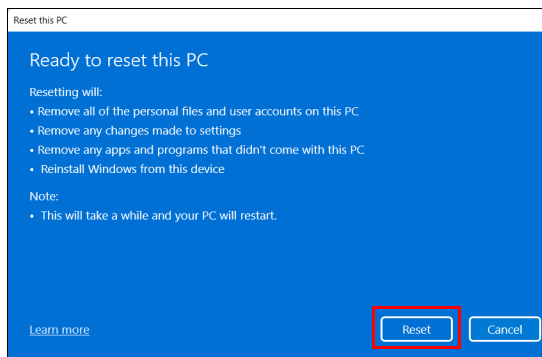 Reset this PC
Ready to reset this PC
Resetting will:
• Remove all of the personal files and user accounts on this PC
• Remove any changes made to settings
• Remove any apps and programs that didn't come with this PC
• Reinstall Windows from this device
Note:
• This will take a while and your PC will restart.
Learn more
Reset
Cancel